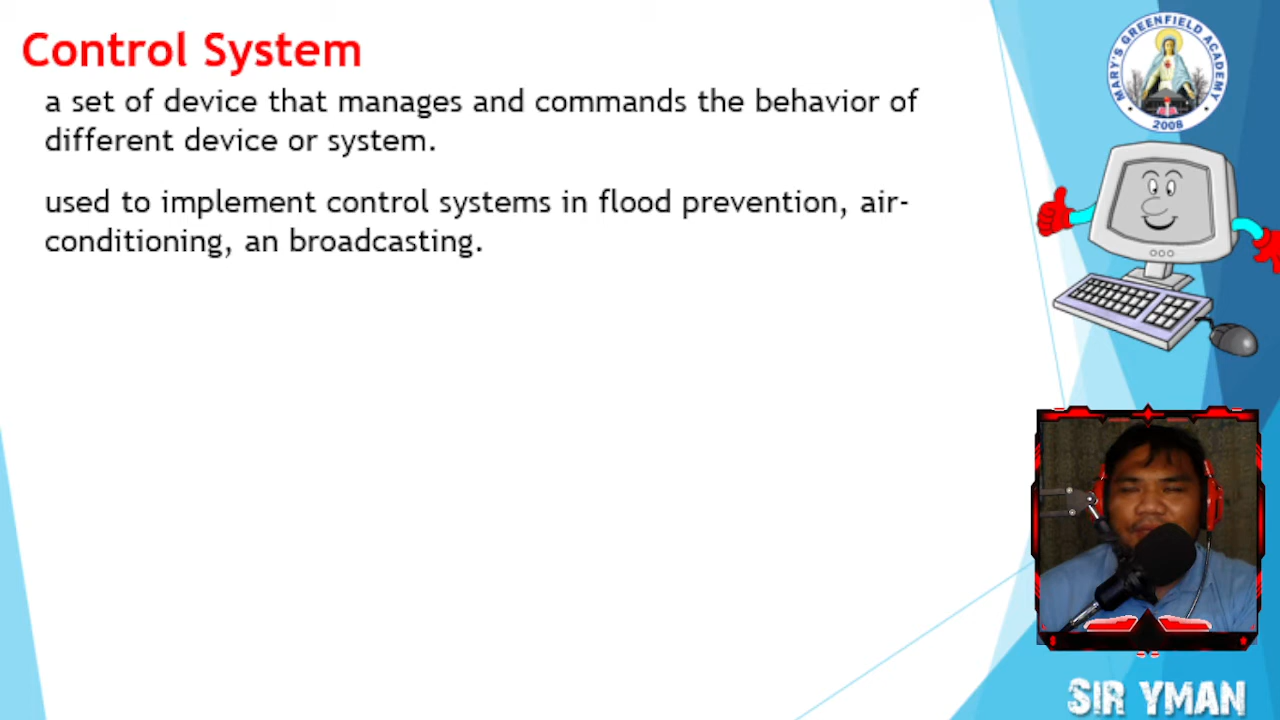 Control System
a set of device that manages and commands the behavior of
different device or system.
used to implement control systems in flood prevention, air-
conditioning, an broadcasting.
MARY'S GREENFIELD ACADEMY
2008
SIR YMAN